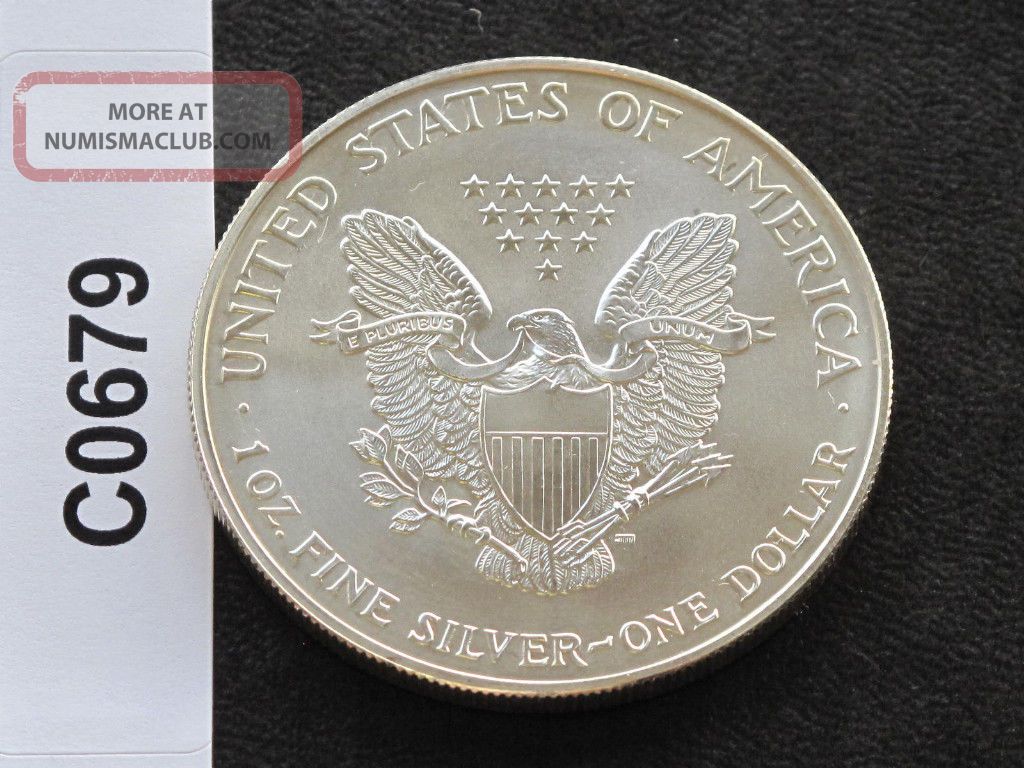 MORE AT
NUMISMACLUB.COM
C0679
UNITED STATES OF AMERICA
E PLURIBUS UNUM
· 1 OZ. FINE SILVER~ONE DOLLAR ·